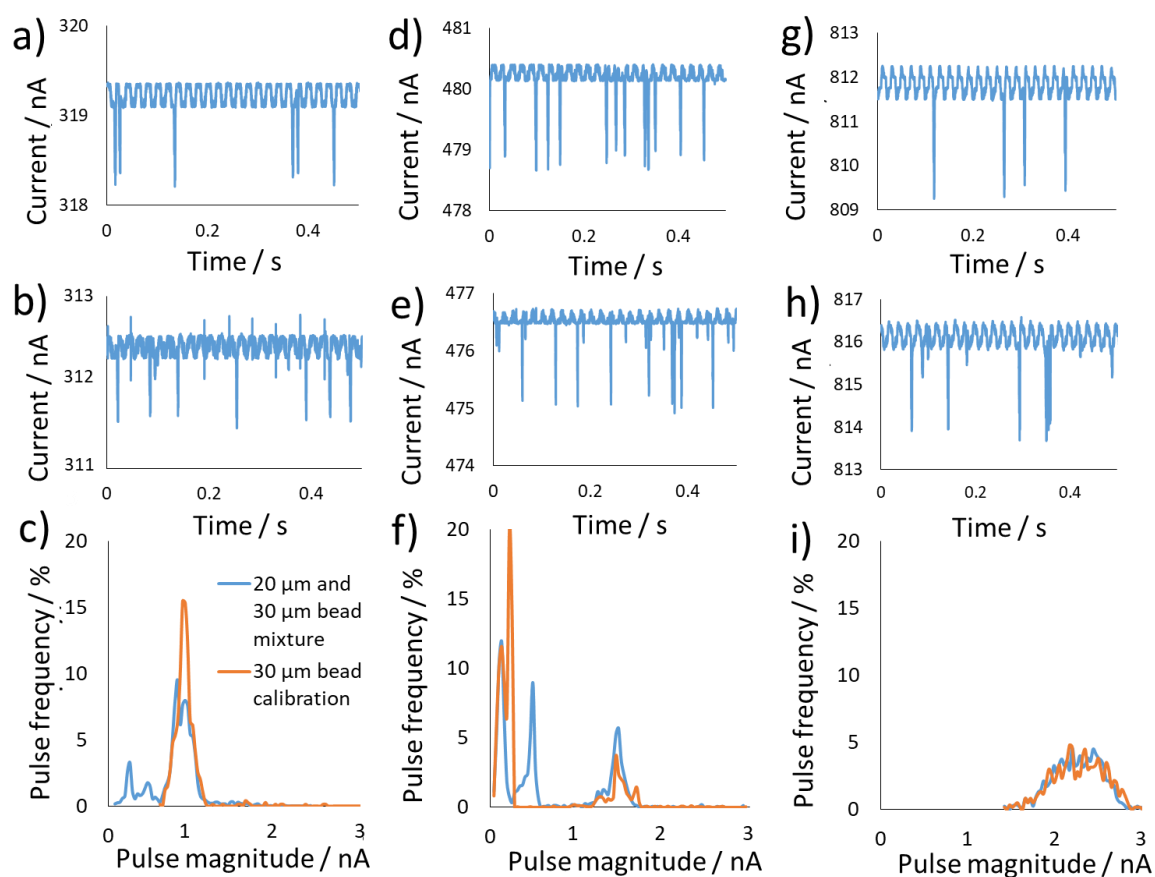 a)
320
319
318
Current / nA
0
0.2
0.4
Time / s
d)
481
480
479
478
Current / nA
0
0.2
0.4
Time / s
g)
813
812
811
810
809
Current / nA
0
0.2
0.4
Time / s
b)
313
312
311
Current / nA
0
0.2
0.4
Time / s
e)
477
476
475
474
Current / nA
0
0.2
0.4
Time / s
h)
817
816
815
814
813
Current / nA
0
0.2
0.4
Time / s
c)
20
15
10
5
0
Pulse frequency / %
20 µm and
30 µm bead
mixture
30 µm bead
calibration
0
1
2
3
Pulse magnitude / nA
f)
20
15
10
5
0
Pulse frequency / %
0
1
2
3
Pulse magnitude / nA
i)
20
15
10
5
0
Pulse frequency / %
0
1
2
3
Pulse magnitude / nA